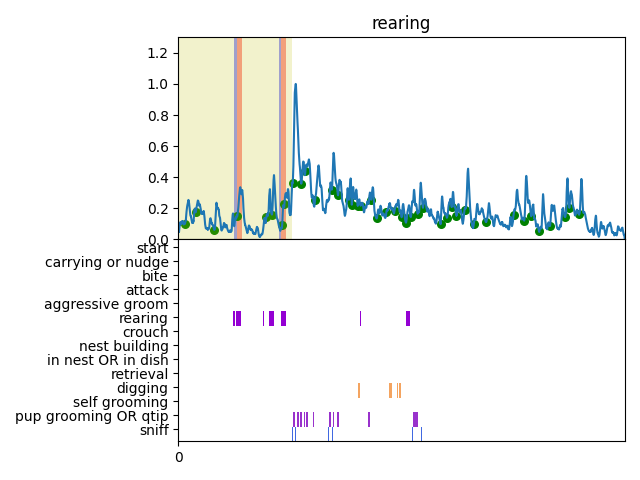 rearing
1.2
1.0
0.8
0.6
0.4
0.2
0.0
start
carrying or nudge
bite
attack
aggressive groom
rearing
crouch
nest building
in nest OR in dish
retrieval
digging
self grooming
pup grooming OR qtip
sniff
0